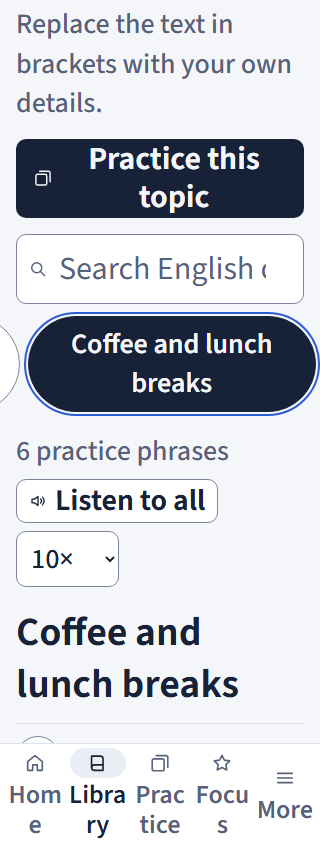 Replace the text in
brackets with your own
details.
Practice this
topic
Search English
Coffee and lunch
breaks
6 practice phrases
Listen to all
10×
Coffee and
lunch breaks
Hom
e
Libra
ry
Prac
tice
Focu
s
More